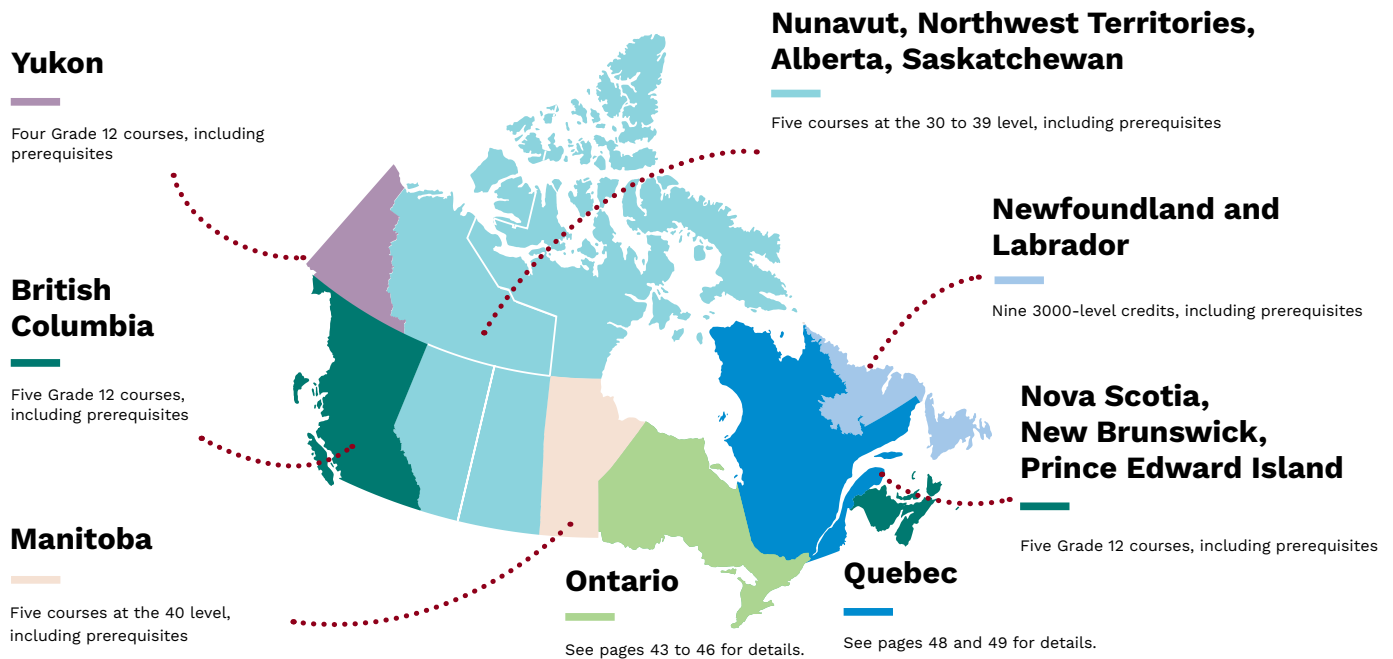 Yukon
Four Grade 12 courses, including
prerequisites
British
Columbia
Five Grade 12 courses,
including prerequisites
Manitoba
Five courses at the 40 level,
including prerequisites
Nunavut, Northwest Territories,
Alberta, Saskatchewan
Five courses at the 30 to 39 level, including prerequisites
Newfoundland and
Labrador
Nine 3000-level credits, including prerequisites
Nova Scotia,
New Brunswick,
Prince Edward Island
Five Grade 12 courses, including prerequisites
Ontario
See pages 43 to 46 for details.
Quebec
See pages 48 and 49 for details.